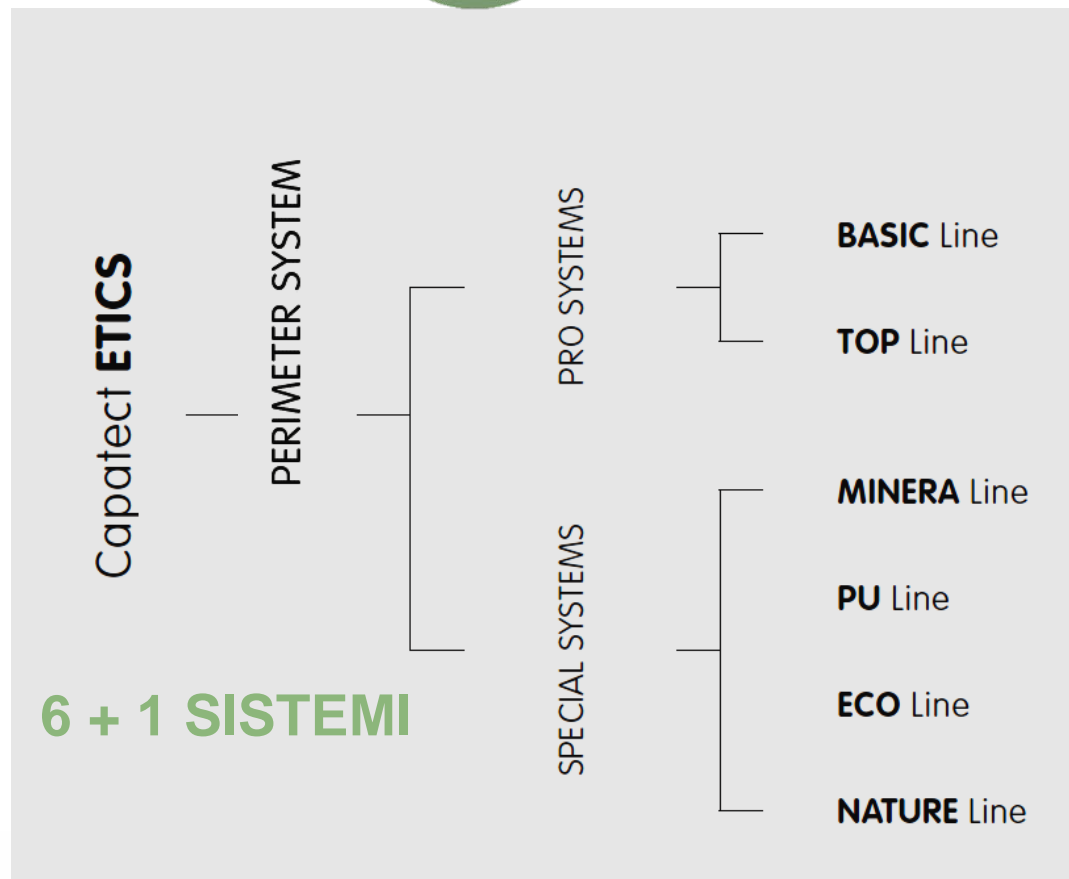 Capatect ETICS
PERIMETER SYSTEM
PRO SYSTEMS
BASIC Line
TOP Line
SPECIAL SYSTEMS
MINERA Line
PU Line
ECO Line
NATURE Line
6 + 1 SISTEMI